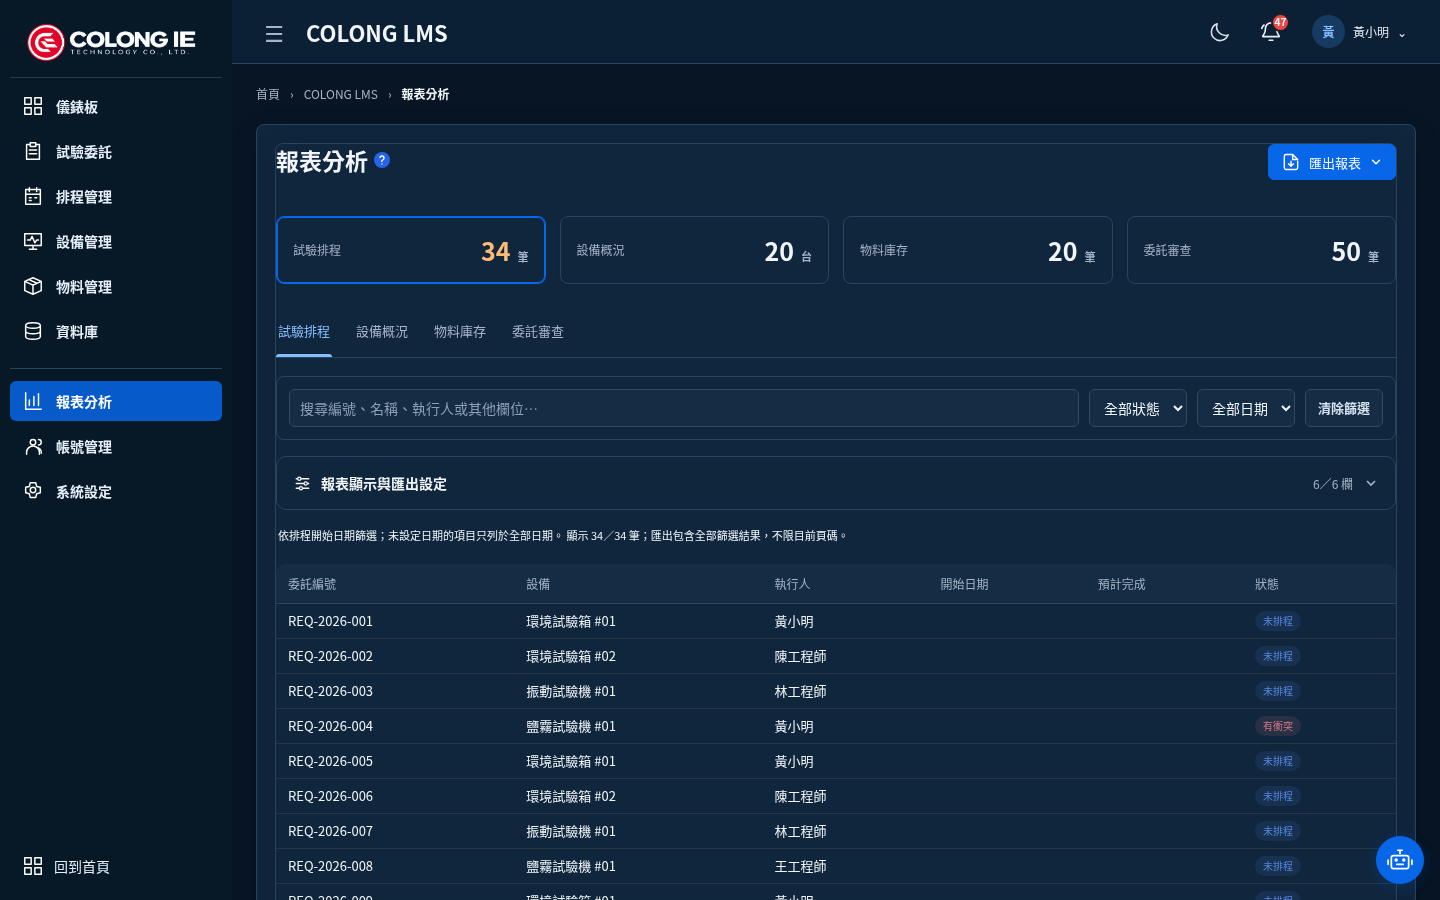 COLONG IE
TECHNOLOGY CO., LTD.
COLONG LMS
47
黃
黃小明
儀錶板
試驗委託
排程管理
設備管理
物料管理
資料庫
報表分析
帳號管理
系統設定
回到首頁
首頁 › COLONG LMS › 報表分析
報表分析 ?
匯出報表
試驗排程 34 筆
設備概況 20 台
物料庫存 20 筆
委託審查 50 筆
試驗排程 設備概況 物料庫存 委託審查
搜尋編號、名稱、執行人或其他欄位⋯
全部狀態 全部日期 清除篩選
報表顯示與匯出設定 6／6 欄
依排程開始日期篩選；未設定日期的項目只列於全部日期。 顯示 34／34 筆；匯出包含全部篩選結果，不限目前頁碼。
委託編號 設備 執行人 開始日期 預計完成 狀態
REQ-2026-001 環境試驗箱 #01 黃小明 未排程
REQ-2026-002 環境試驗箱 #02 陳工程師 未排程
REQ-2026-003 振動試驗機 #01 林工程師 未排程
REQ-2026-004 鹽霧試驗機 #01 黃小明 有衝突
REQ-2026-005 環境試驗箱 #01 黃小明 未排程
REQ-2026-006 環境試驗箱 #02 陳工程師 未排程
REQ-2026-007 振動試驗機 #01 林工程師 未排程
REQ-2026-008 鹽霧試驗機 #01 王工程師 未排程
REQ-2026-009 環境試驗箱 #01 黃小明 未排程